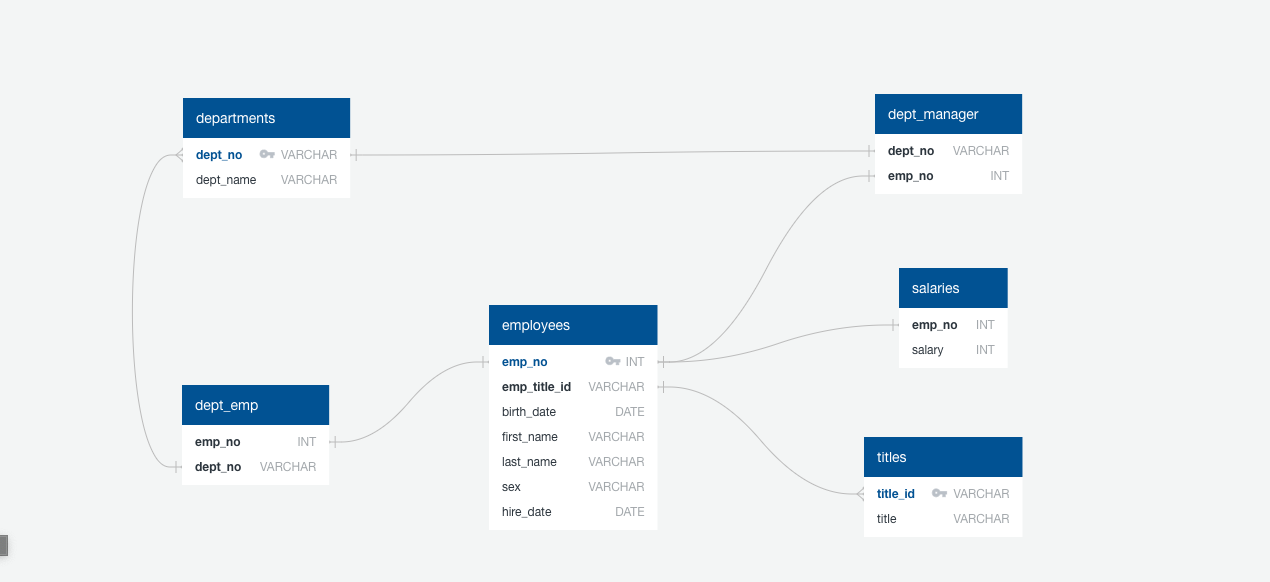 departments
dept_no VARCHAR
dept_name VARCHAR
dept_manager
dept_no VARCHAR
emp_no INT
salaries
emp_no INT
salary INT
employees
emp_no INT
emp_title_id VARCHAR
birth_date DATE
first_name VARCHAR
last_name VARCHAR
sex VARCHAR
hire_date DATE
dept_emp
emp_no INT
dept_no VARCHAR
titles
title_id VARCHAR
title VARCHAR